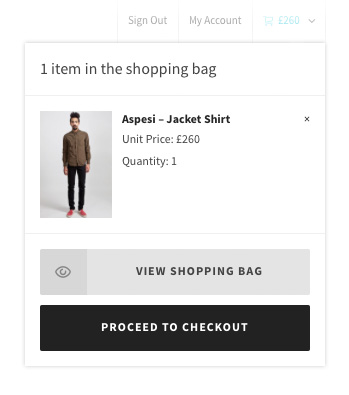 Sign Out
My Account
£260
1 item in the shopping bag
Aspesi – Jacket Shirt
×
Unit Price: £260
Quantity: 1
VIEW SHOPPING BAG
PROCEED TO CHECKOUT